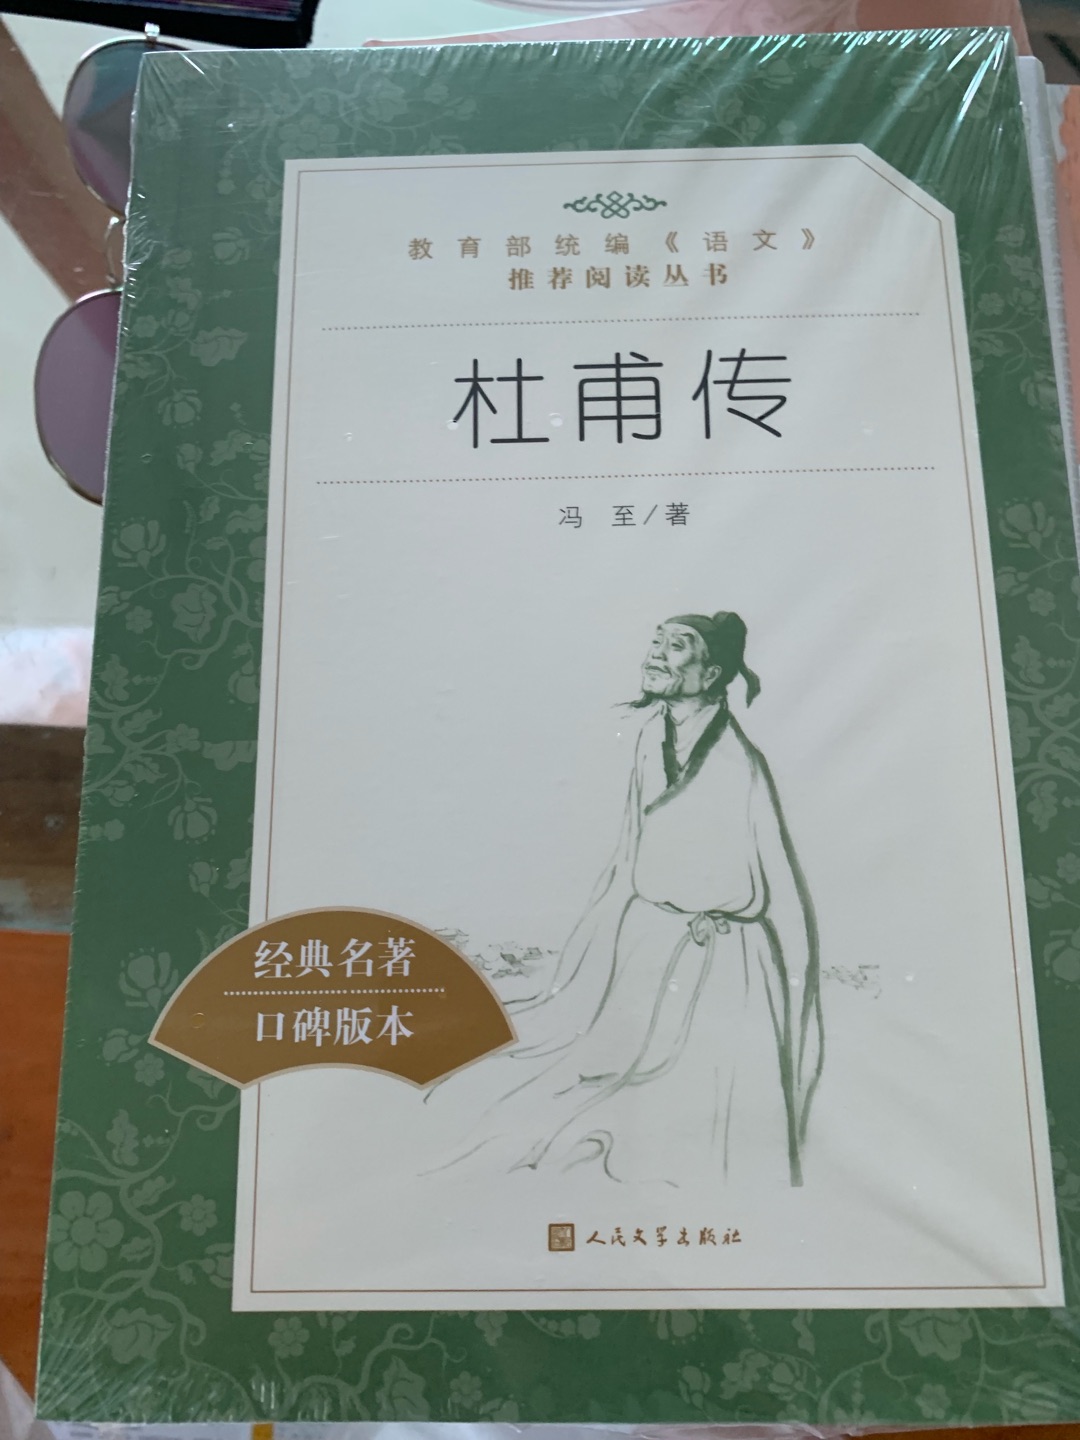 教育部统编《语文》
推荐阅读丛书
杜甫传
冯 至/著
经典名著
口碑版本
人民文学出版社